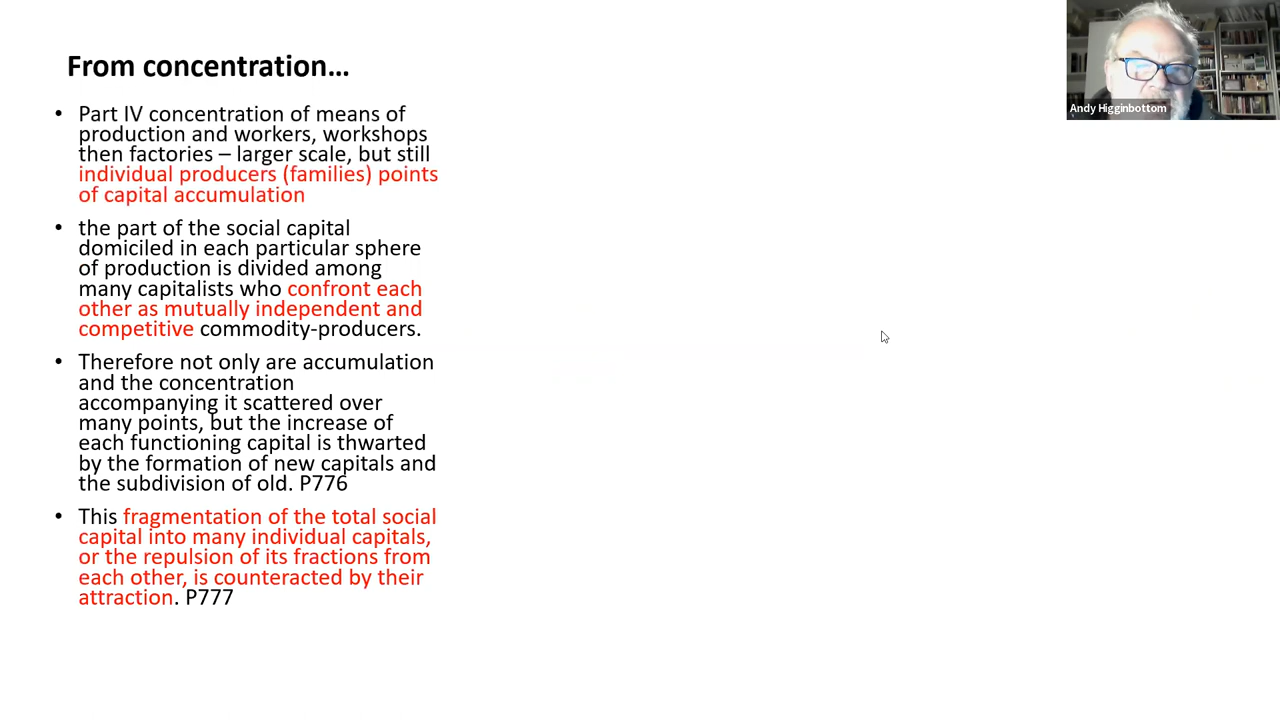 From concentration...
• Part IV concentration of means of
production and workers, workshops
then factories – larger scale, but still
individual producers (families) points
of capital accumulation
• the part of the social capital
domiciled in each particular sphere
of production is divided among
many capitalists who confront each
other as mutually independent and
competitive commodity-producers.
• Therefore not only are accumulation
and the concentration
accompanying it scattered over
many points, but the increase of
each functioning capital is thwarted
by the formation of new capitals and
the subdivision of old. P776
• This fragmentation of the total social
capital into many individual capitals,
or the repulsion of its fractions from
each other, is counteracted by their
attraction. P777
Andy Higginbottom